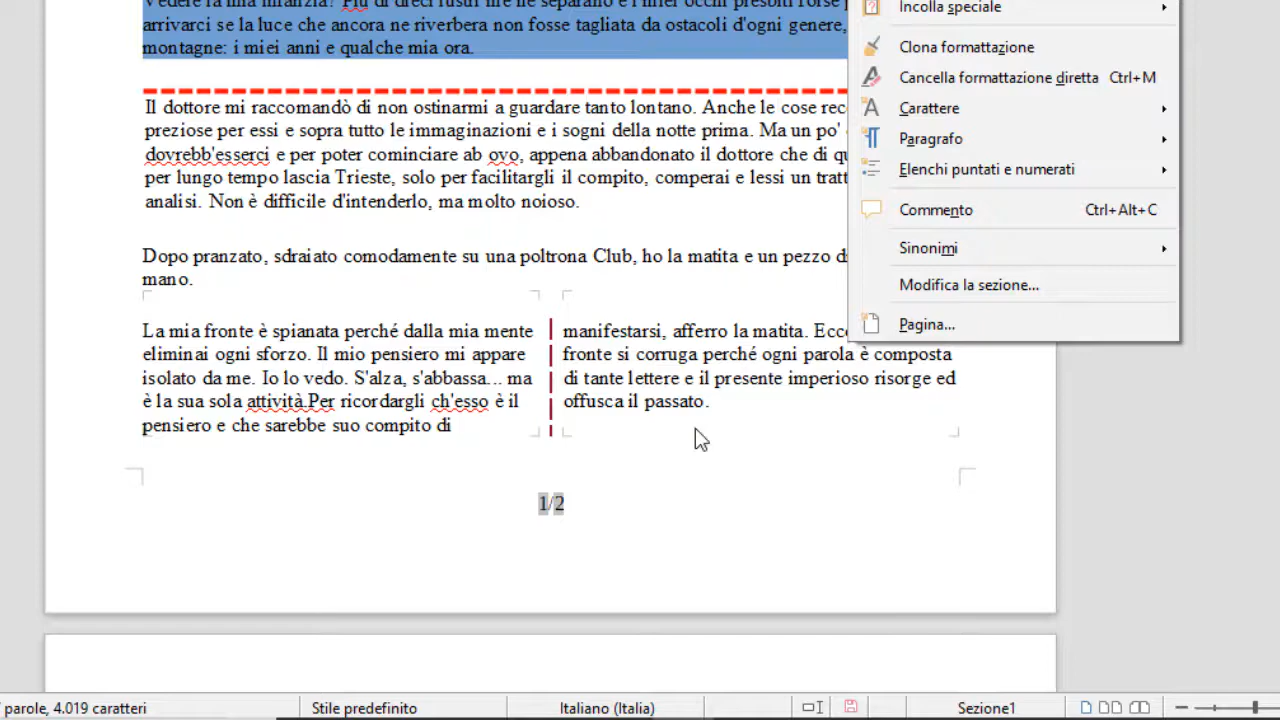 Vedere la mia infanzia? Più di dieci lustri me ne separano e i miei occhi presbiti forse
arrivarci se la luce che ancora ne riverbera non fosse tagliata da ostacoli d'ogni genere,
montagne: i miei anni e qualche mia ora.
Il dottore mi raccomandò di non ostinarmi a guardare tanto lontano. Anche le cose rec
preziose per essi e sopra tutto le immaginazioni e i sogni della notte prima. Ma un po'
dovrebb'esserci e per poter cominciare ab ovo, appena abbandonato il dottore che di qu
per lungo tempo lascia Trieste, solo per facilitargli il compito, comperai e lessi un tratt
analisi. Non è difficile d'intenderlo, ma molto noioso.
Dopo pranzato, sdraiato comodamente su una poltrona Club, ho la matita e un pezzo di
mano.
La mia fronte è spianata perché dalla mia mente
eliminai ogni sforzo. Il mio pensiero mi appare
isolato da me. Io lo vedo. S'alza, s'abbassa... ma
è la sua sola attività.Per ricordargli ch'esso è il
pensiero e che sarebbe suo compito di
manifestarsi, afferro la matita. Ecco
fronte si corruga perché ogni parola è composta
di tante lettere e il presente imperioso risorge ed
offusca il passato.
1/2
Incolla speciale
Clona formattazione
Cancella formattazione diretta Ctrl+M
Carattere
Paragrafo
Elenchi puntati e numerati
Commento Ctrl+Alt+C
Sinonimi
Modifica la sezione...
Pagina...
parole, 4.019 caratteri Stile predefinito Italiano (Italia) Sezione1